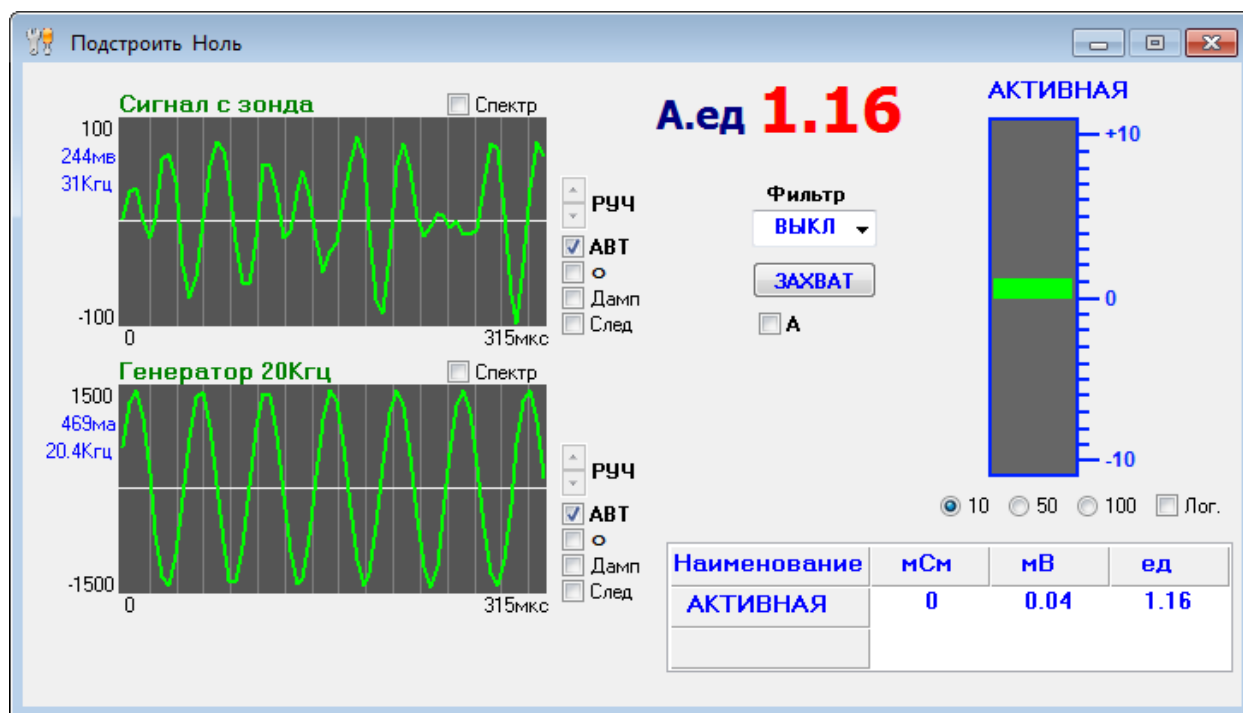 Подстроить Ноль
Сигнал с зонда
Спектр
100
244мв
31Кгц
-100
0
315мкс
РУЧ
АВТ
о
Дамп
След
Генератор 20Кгц
Спектр
1500
469ма
20.4Кгц
-1500
0
315мкс
РУЧ
АВТ
о
Дамп
След
А.ед 1.16
Фильтр
ВЫКЛ
ЗАХВАТ
А
АКТИВНАЯ
+10
0
-10
10 50 100 Лог.
Наименование мСм мВ ед
АКТИВНАЯ 0 0.04 1.16